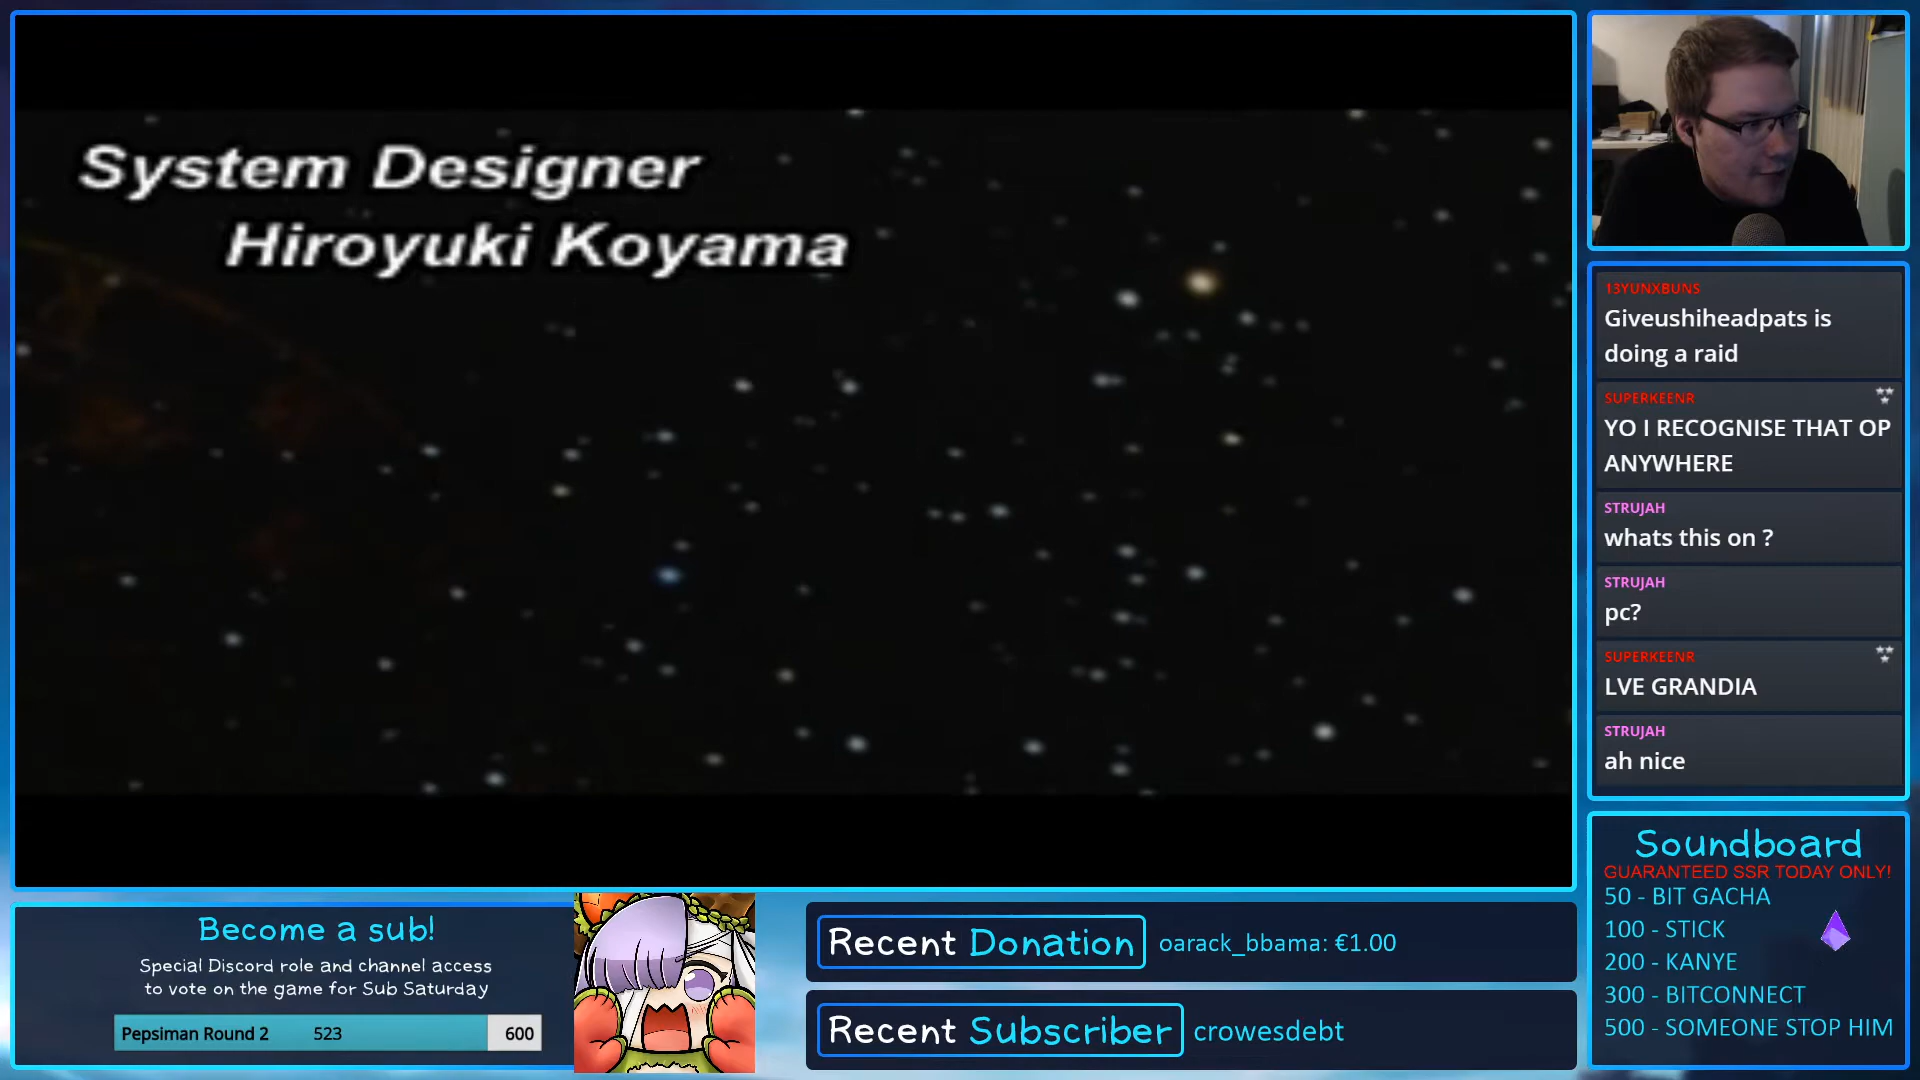 System Designer
Hiroyuki Koyama
13YUNXBUNS
Giveushiheadpats is
doing a raid
SUPERKEENR
YO I RECOGNISE THAT OP
ANYWHERE
STRUJAH
whats this on ?
STRUJAH
pc?
SUPERKEENR
LVE GRANDIA
STRUJAH
ah nice
Soundboard
GUARANTEED SSR TODAY ONLY!
50 - BIT GACHA
100 - STICK
200 - KANYE
300 - BITCONNECT
500 - SOMEONE STOP HIM
Become a sub!
Special Discord role and channel access
to vote on the game for Sub Saturday
Pepsiman Round 2 523 600
Recent Donation oarack_bbama: €1.00
Recent Subscriber crowesdebt